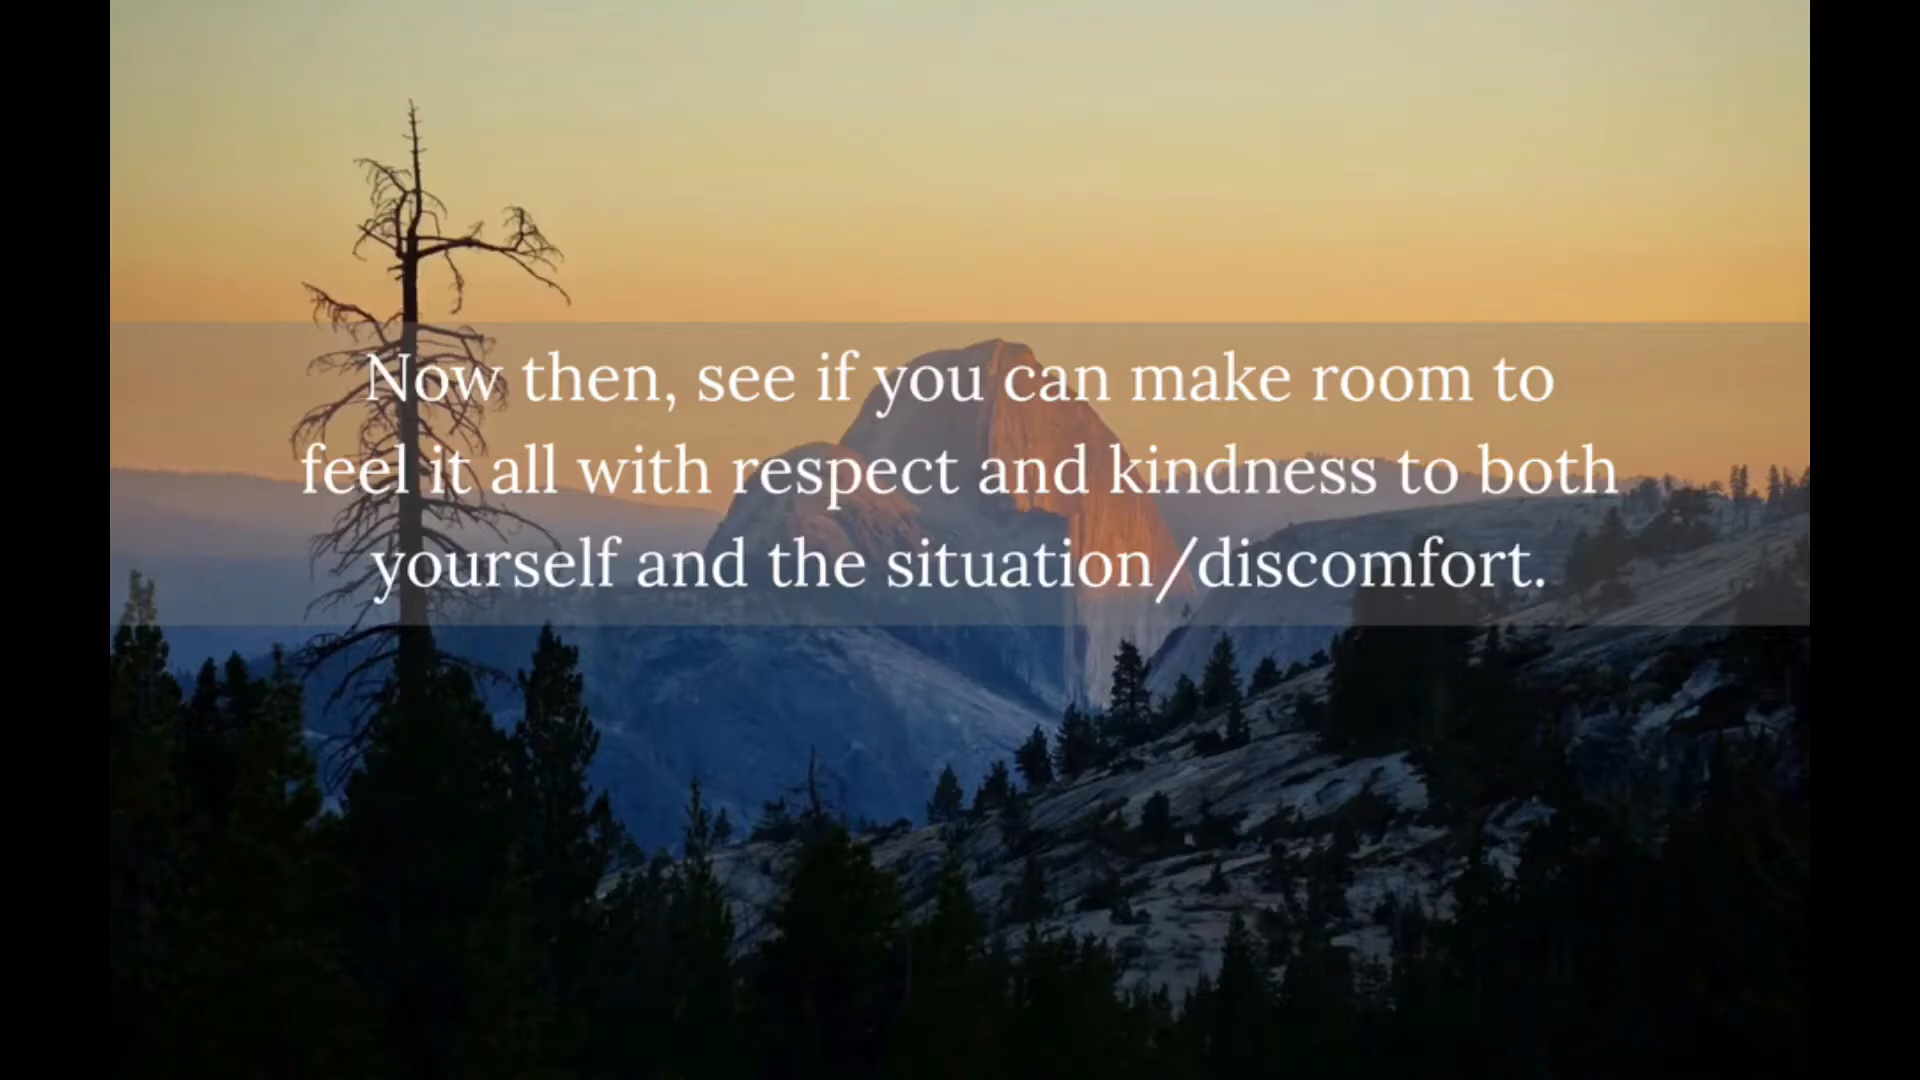 Now then, see if you can make room to
feel it all with respect and kindness to both
yourself and the situation/discomfort.